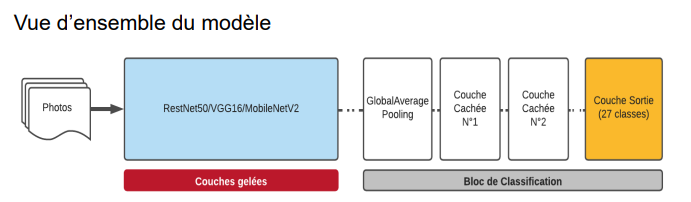 Vue d'ensemble du modèle
Photos
RestNet50/VGG16/MobileNetV2
GlobalAverage
Pooling
Couche
Cachée
N°1
Couche
Cachée
N°2
Couche Sortie
(27 classes)
Couches gelées
Bloc de Classification